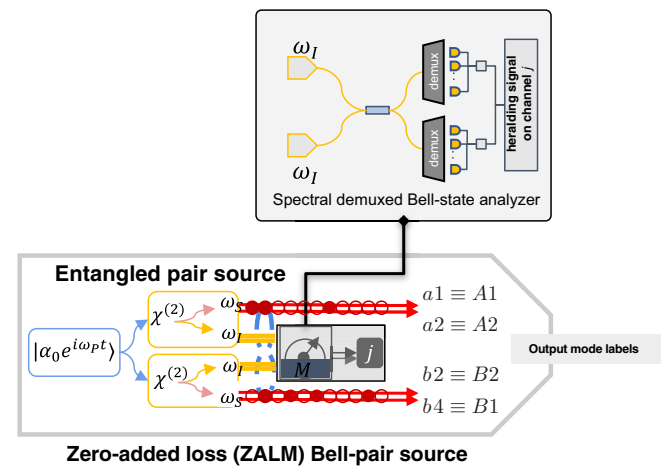 ω_I
ω_I
demux
demux
heralding signal
on channel j
Spectral demuxed Bell-state analyzer
Entangled pair source
|α₀e^{iω_P t}⟩
χ⁽²⁾
ω_S
ω_I
χ⁽²⁾
ω_I
ω_S
M
j
a1 ≡ A1
a2 ≡ A2
b2 ≡ B2
b4 ≡ B1
Output mode labels
Zero-added loss (ZALM) Bell-pair source